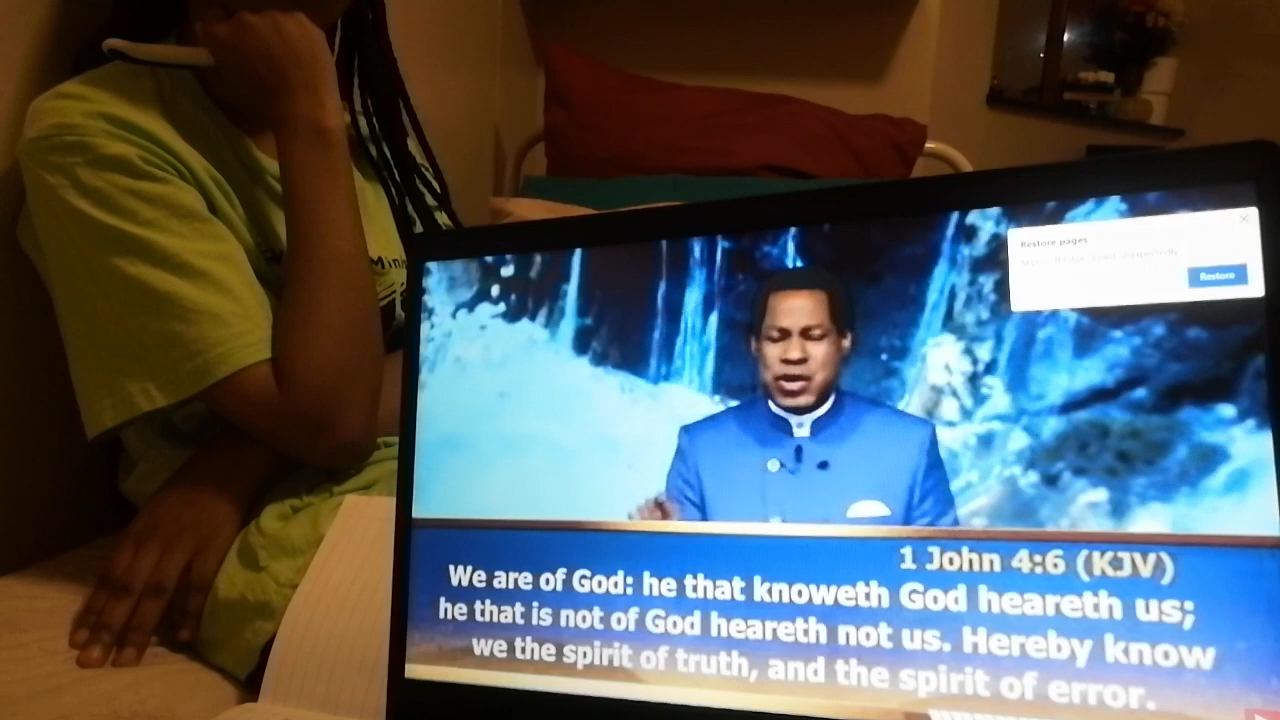 Mini
Restore pages
Restore
1 John 4:6 (KJV)
We are of God: he that knoweth God heareth us;
he that is not of God heareth not us. Hereby know
we the spirit of truth, and the spirit of error.